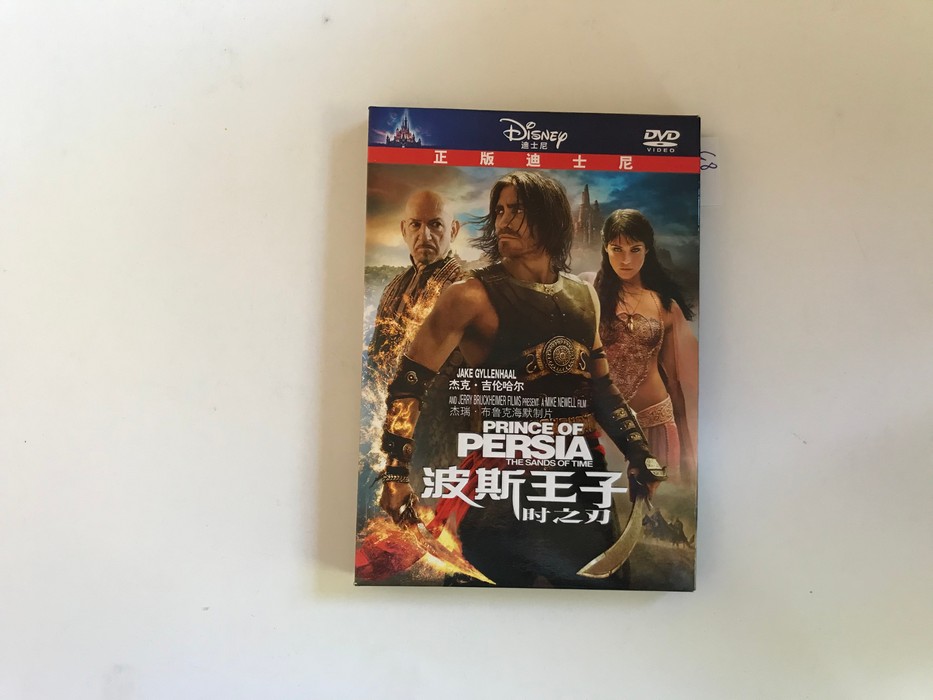 DISNEY
迪士尼
DVD
VIDEO
正版迪士尼
JAKE GYLLENHAAL
杰克·吉伦哈尔
AND JERRY BRUCKHEIMER FILMS PRESENT A MIKE NEWELL FILM
杰瑞·布鲁克海默制片
PRINCE OF
PERSIA
THE SANDS OF TIME
波斯王子
时之刃